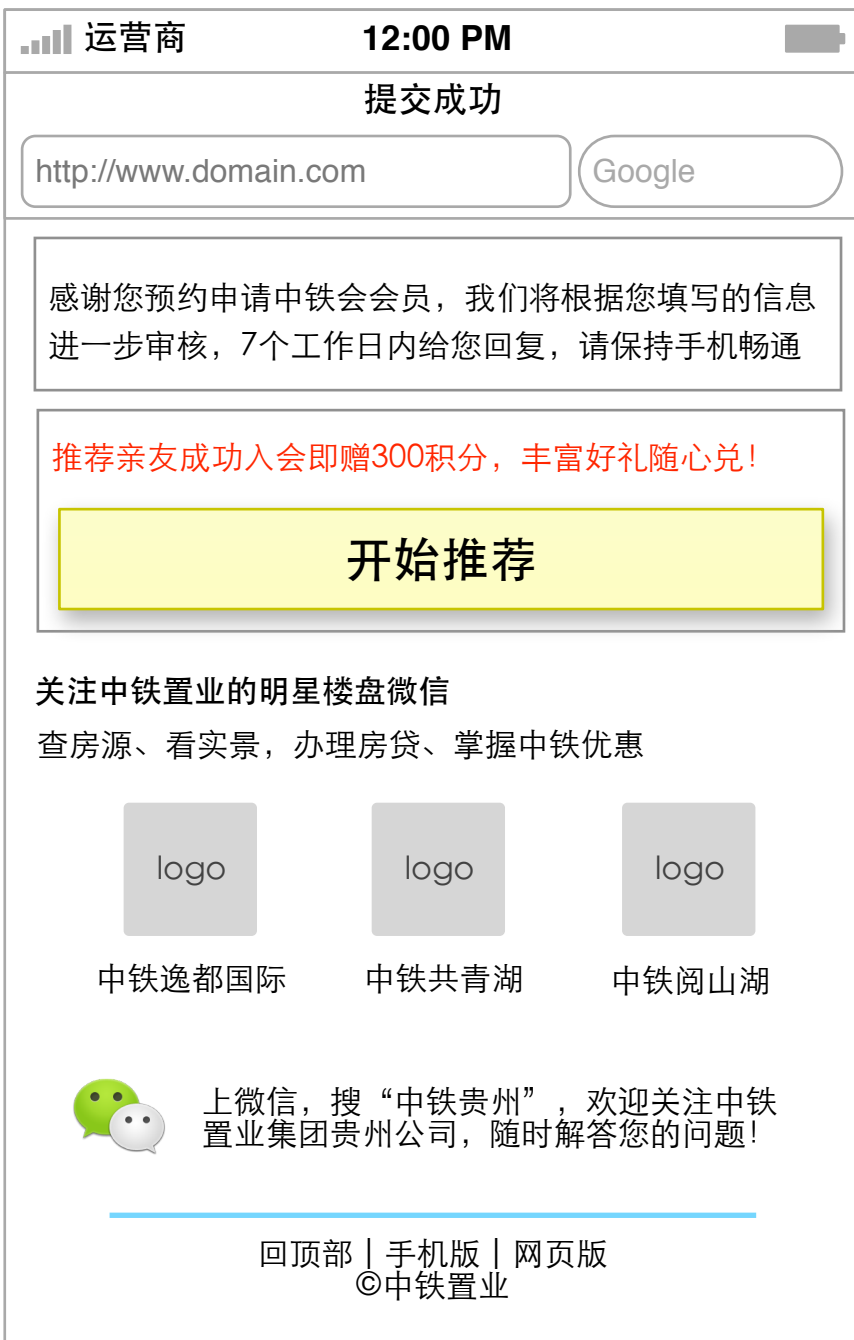 运营商 12:00 PM
提交成功
http://www.domain.com Google
感谢您预约申请中铁会会员，我们将根据您填写的信息
进一步审核，7个工作日内给您回复，请保持手机畅通
推荐亲友成功入会即赠300积分，丰富好礼随心兑！
开始推荐
关注中铁置业的明星楼盘微信
查房源、看实景，办理房贷、掌握中铁优惠
logo logo logo
中铁逸都国际 中铁共青湖 中铁阅山湖
上微信，搜“中铁贵州”，欢迎关注中铁
置业集团贵州公司，随时解答您的问题！
回顶部｜手机版｜网页版
©中铁置业